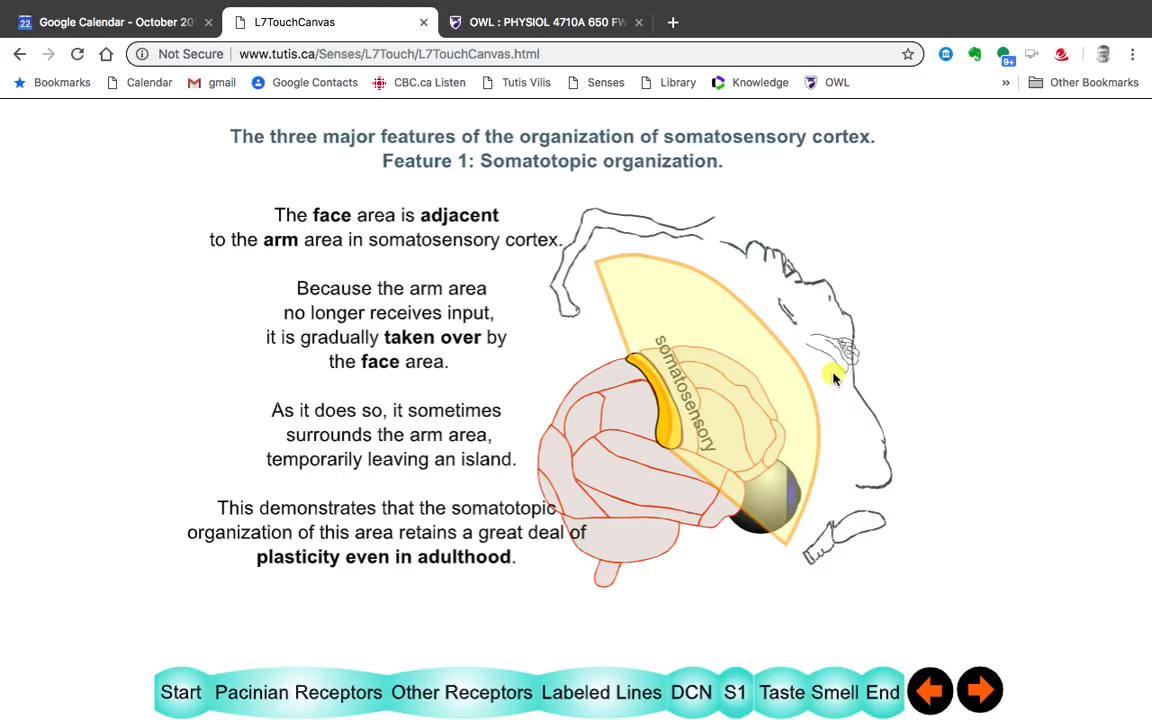 22 Google Calendar - October 20
L7TouchCanvas
OWL : PHYSIOL 4710A 650 FW
Not Secure www.tutis.ca/Senses/L7Touch/L7TouchCanvas.html
9+
Bookmarks Calendar gmail Google Contacts CBC.ca Listen Tutis Vilis Senses Library Knowledge OWL » Other Bookmarks
The three major features of the organization of somatosensory cortex.
Feature 1: Somatotopic organization.
The face area is adjacent
to the arm area in somatosensory cortex.
Because the arm area
no longer receives input,
it is gradually taken over by
the face area.
As it does so, it sometimes
surrounds the arm area,
temporarily leaving an island.
This demonstrates that the somatotopic
organization of this area retains a great deal of
plasticity even in adulthood.
somatosensory
Start Pacinian Receptors Other Receptors Labeled Lines DCN S1 Taste Smell End